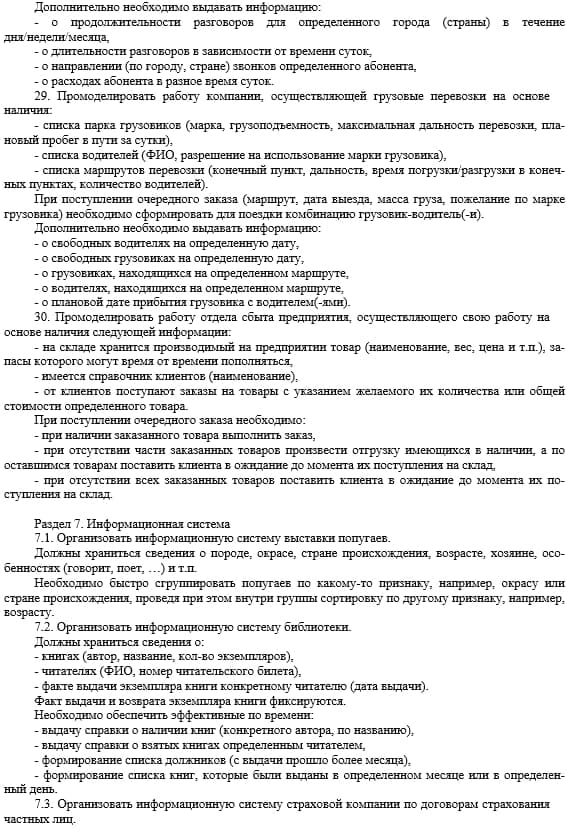 Дополнительно необходимо выдавать информацию:
- о продолжительности разговоров для определенного города (страны) в течение
дня/недели/месяца,
- о длительности разговоров в зависимости от времени суток,
- о направлении (по городу, стране) звонков определенного абонента,
- о расходах абонента в разное время суток.
29. Промоделировать работу компании, осуществляющей грузовые перевозки на основе
наличия:
- списка парка грузовиков (марка, грузоподъемность, максимальная дальность перевозки, пла-
новый пробег в пути за сутки),
- списка водителей (ФИО, разрешение на использование марки грузовика),
- списка маршрутов перевозки (конечный пункт, дальность, время погрузки/разгрузки в конеч-
ных пунктах, количество водителей).
При поступлении очередного заказа (маршрут, дата выезда, масса груза, пожелание по марке
грузовика) необходимо сформировать для поездки комбинацию грузовик-водитель(-и).
Дополнительно необходимо выдавать информацию:
- о свободных водителях на определенную дату,
- о свободных грузовиках на определенную дату,
- о грузовиках, находящихся на определенном маршруте,
- о водителях, находящихся на определенном маршруте,
- о плановой дате прибытия грузовика с водителем(-ями).
30. Промоделировать работу отдела сбыта предприятия, осуществляющего свою работу на
основе наличия следующей информации:
- на складе хранится производимый на предприятии товар (наименование, вес, цена и т.п.), за-
пасы которого могут время от времени пополняться,
- имеется справочник клиентов (наименование),
- от клиентов поступают заказы на товары с указанием желаемого их количества или общей
стоимости определенного товара.
При поступлении очередного заказа необходимо:
- при наличии заказанного товара выполнить заказ,
- при отсутствии части заказанных товаров произвести отгрузку имеющихся в наличии, а по
оставшимся товарам поставить клиента в ожидание до момента их поступления на склад,
- при отсутствии всех заказанных товаров поставить клиента в ожидание до момента их по-
ступления на склад.
Раздел 7. Информационная система
7.1. Организовать информационную систему выставки попугаев.
Должны храниться сведения о породе, окрасе, стране происхождения, возрасте, хозяине, осо-
бенностях (говорит, поет, …) и т.п.
Необходимо быстро сгруппировать попугаев по какому-то признаку, например, окрасу или
стране происхождения, проведя при этом внутри группы сортировку по другому признаку, например,
возрасту.
7.2. Организовать информационную систему библиотеки.
Должны храниться сведения о:
- книгах (автор, название, кол-во экземпляров),
- читателях (ФИО, номер читательского билета),
- факте выдачи экземпляра книги конкретному читателю (дата выдачи).
Факт выдачи и возврата экземпляра книги фиксируются.
Необходимо обеспечить эффективные по времени:
- выдачу справки о наличии книг (конкретного автора, по названию),
- выдачу справки о взятых книгах определенным читателем,
- формирование списка должников (с выдачи прошло более месяца),
- формирование списка книг, которые были выданы в определенном месяце или в определен-
ный день.
7.3. Организовать информационную систему страховой компании по договорам страхования
частных лиц.